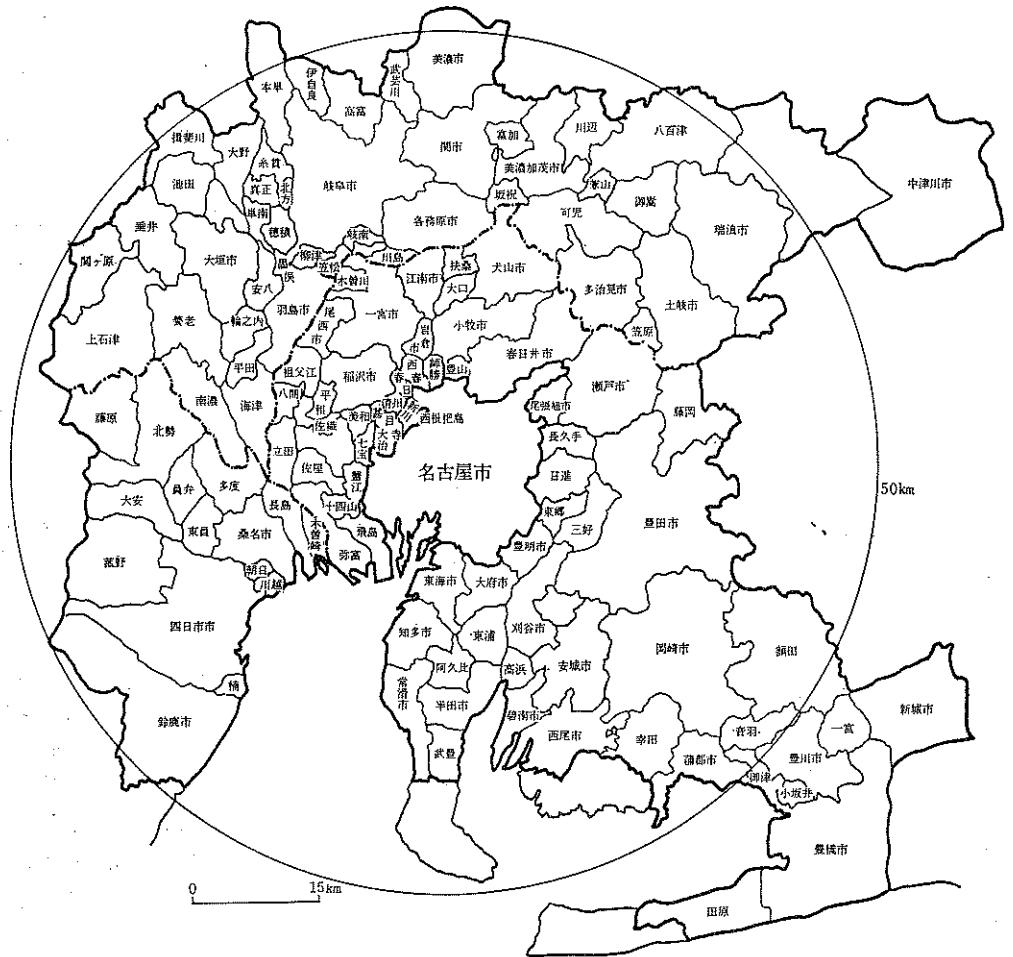 美濃市
武芸川
伊自良
本巣
高富
揖斐川
大野
関市
富加
川辺
八百津
糸貫
美濃加茂市
中津川市
池田
真正
北方
岐阜市
坂祝
兼山
御嵩
瑞浪市
巣南
穂積
各務原市
可児
垂井
関ヶ原
大垣市
墨俣
柳津
岐南
笠松
川島
江南市
扶桑
犬山市
大口
木曽川
多治見市
土岐市
安八
羽島市
尾西市
一宮市
小牧市
笠原
養老
輪之内
上石津
岩倉市
春日井市
平田
祖父江
稲沢市
西春
師勝
豊山
瀬戸市
南濃
海津
八開
平和
春日
清洲
新川
西枇杷島
尾張旭市
藤岡
藤原
北勢
佐織
美和
甚目寺
大治
七宝
長久手
立田
佐屋
名古屋市
日進
50km
大安
員弁
多度
蟹江
十四山
東郷
三好
豊田市
長島
東員
桑名市
木曽岬
飛島
弥富
豊明市
菰野
朝日
川越
東海市
大府市
四日市市
知多市
東浦
刈谷市
岡崎市
額田
阿久比
高浜
安城市
楠
常滑市
半田市
碧南市
新城市
鈴鹿市
西尾市
幸田
音羽
一宮
武豊
蒲郡市
豊川市
御津
小坂井
豊橋市
0
15km
田原